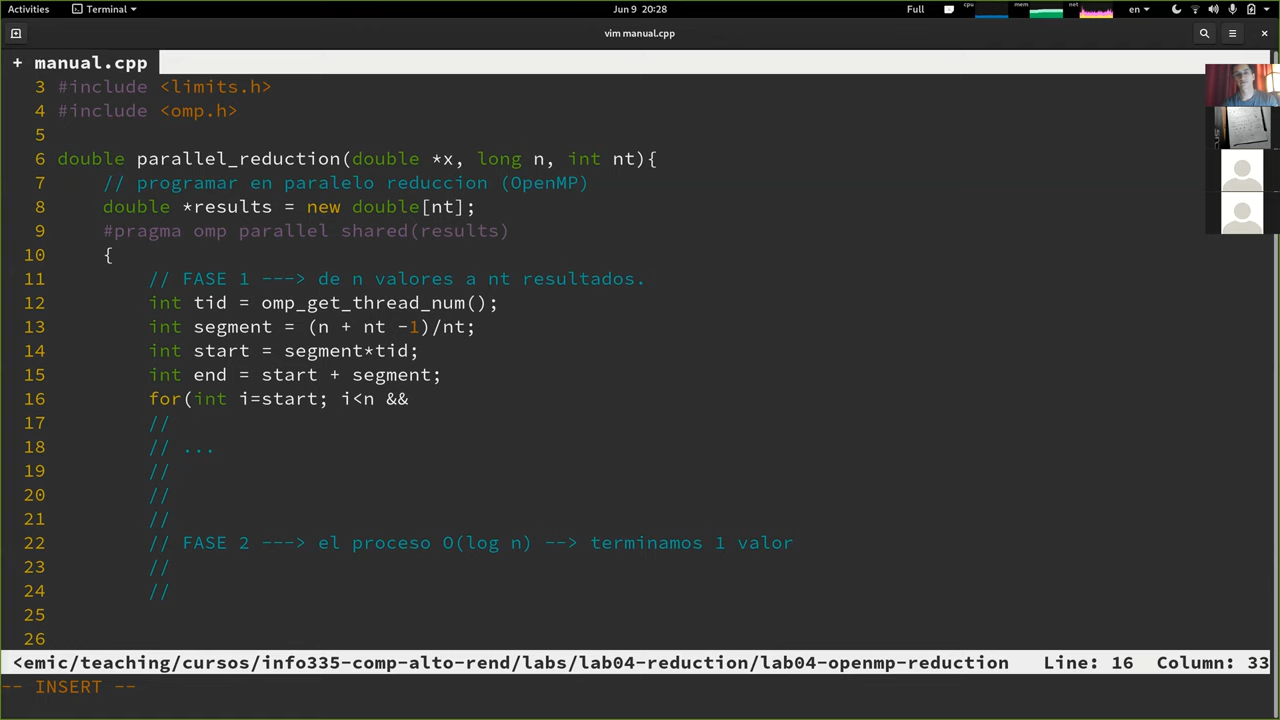 Activities Terminal Jun 9 20:28 Full cpu mem net en
vim manual.cpp
+ manual.cpp
3 #include <limits.h>
4 #include <omp.h>
5
6 double parallel_reduction(double *x, long n, int nt){
7 // programar en paralelo reduccion (OpenMP)
8 double *results = new double[nt];
9 #pragma omp parallel shared(results)
10 {
11 // FASE 1 ---> de n valores a nt resultados.
12 int tid = omp_get_thread_num();
13 int segment = (n + nt -1)/nt;
14 int start = segment*tid;
15 int end = start + segment;
16 for(int i=start; i<n &&
17 //
18 // ...
19 //
20 //
21 //
22 // FASE 2 ---> el proceso O(log n) --> terminamos 1 valor
23 //
24 //
25
26
<emic/teaching/cursos/info335-comp-alto-rend/labs/lab04-reduction/lab04-openmp-reduction Line: 16 Column: 33
-- INSERT --